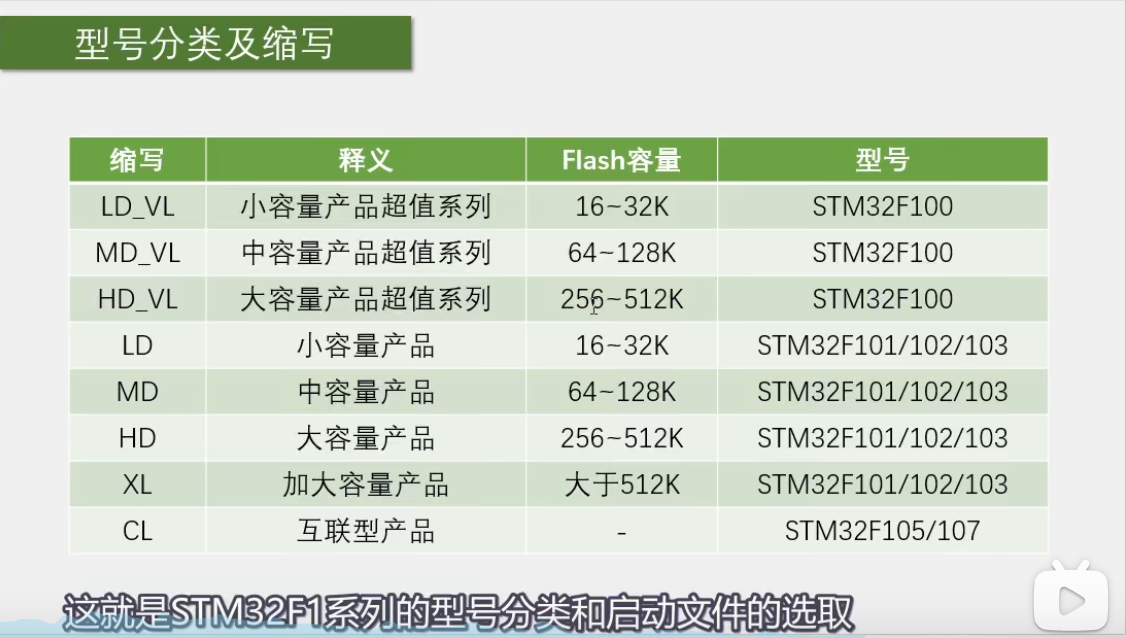 型号分类及缩写
缩写 释义 Flash容量 型号
LD_VL 小容量产品超值系列 16~32K STM32F100
MD_VL 中容量产品超值系列 64~128K STM32F100
HD_VL 大容量产品超值系列 256~512K STM32F100
LD 小容量产品 16~32K STM32F101/102/103
MD 中容量产品 64~128K STM32F101/102/103
HD 大容量产品 256~512K STM32F101/102/103
XL 加大容量产品 大于512K STM32F101/102/103
CL 互联型产品 - STM32F105/107
这就是STM32F1系列的型号分类和启动文件的选取